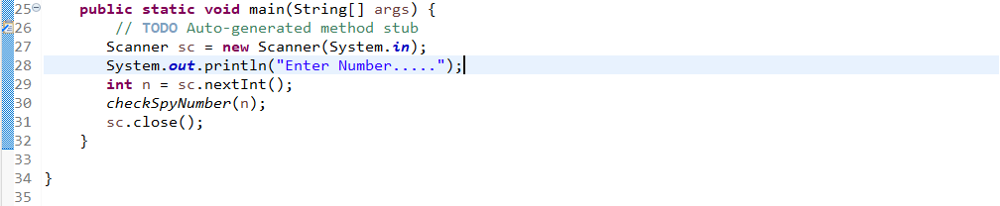 25 public static void main(String[] args) {
26 // TODO Auto-generated method stub
27 Scanner sc = new Scanner(System.in);
28 System.out.println("Enter Number.....");
29 int n = sc.nextInt();
30 checkSpyNumber(n);
31 sc.close();
32 }
33
34 }
35